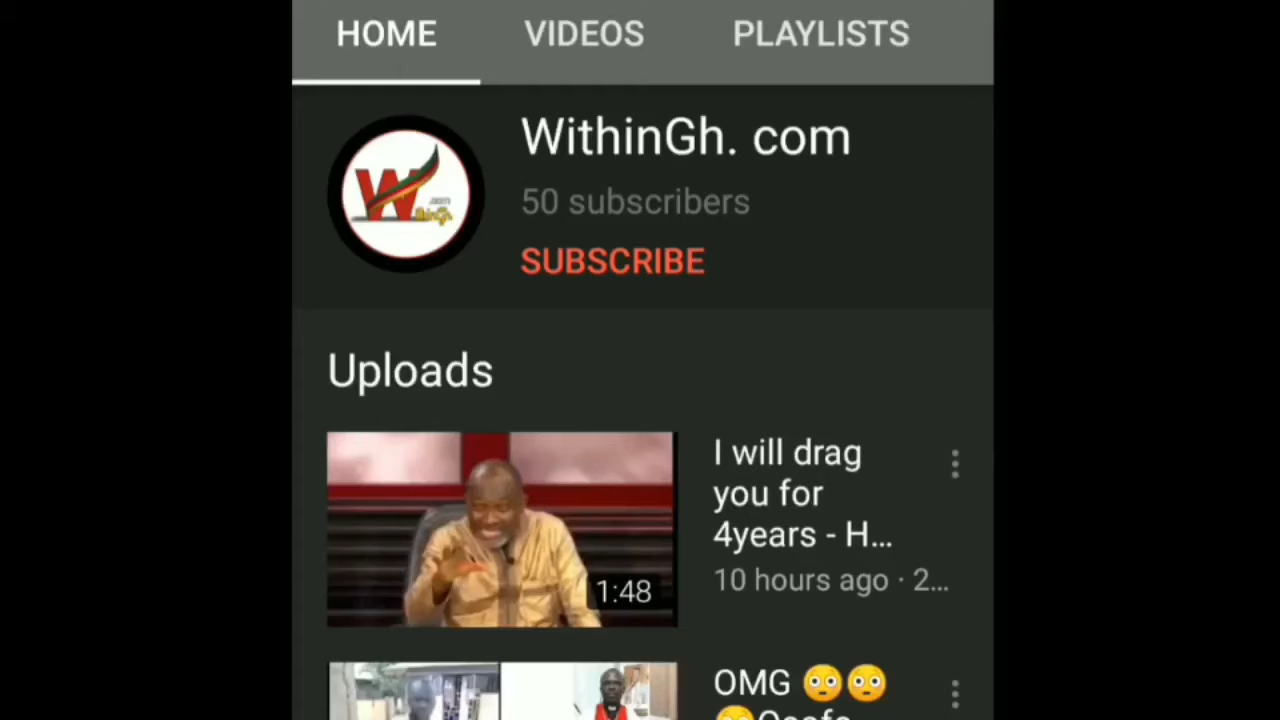 HOME VIDEOS PLAYLISTS
WithinGh. com
50 subscribers
SUBSCRIBE
Uploads
I will drag
you for
4years - H...
10 hours ago · 2...
1:48
OMG 😳😳